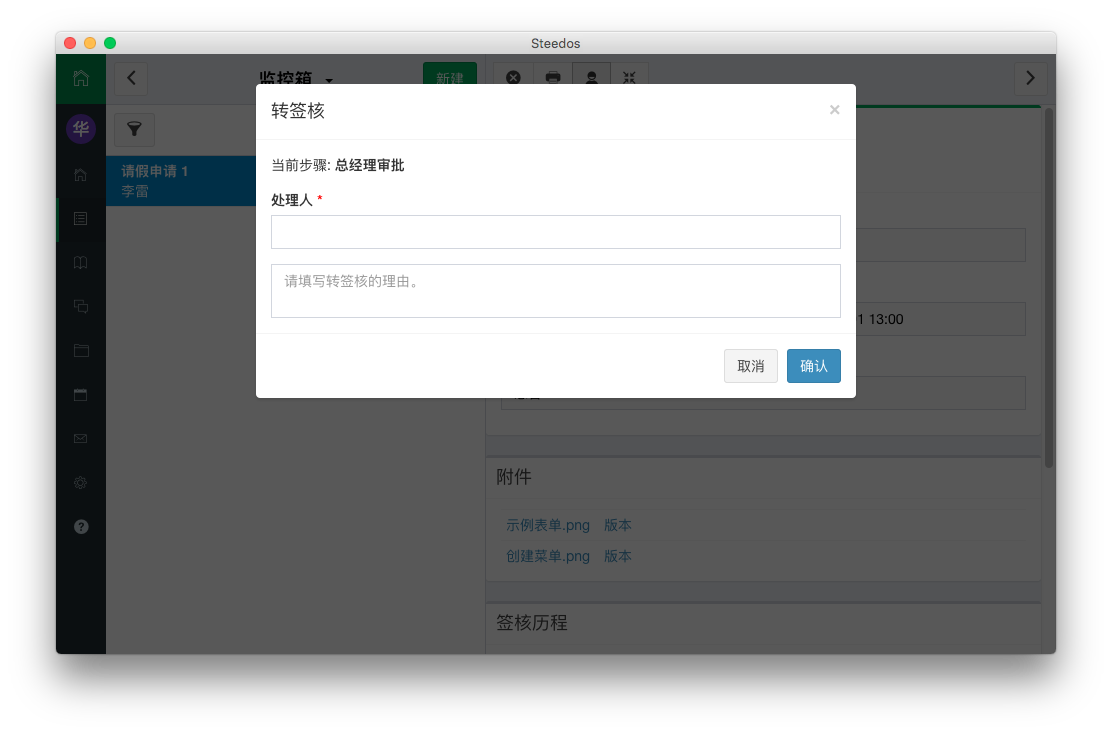 Steedos
监控箱
新建
华
请假申请 1
李雷
转签核
×
当前步骤: 总经理审批
处理人 *
请填写转签核的理由。
取消
确认
1 13:00
附件
示例表单.png 版本
创建菜单.png 版本
签核历程